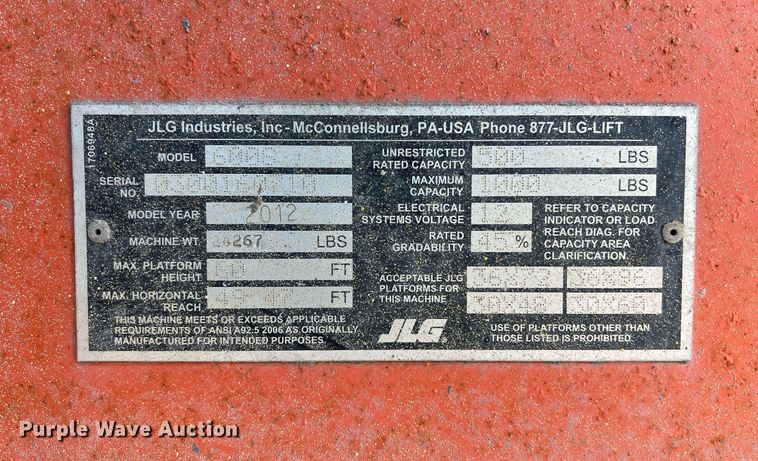 JLG Industries, Inc - McConnellsburg, PA-USA Phone 877-JLG-LIFT
1706948A
MODEL 600S
SERIAL NO.
MODEL YEAR 2012
MACHINE WT. 26267 LBS
MAX. PLATFORM HEIGHT 60 FT
MAX. HORIZONTAL REACH FT
THIS MACHINE MEETS OR EXCEEDS APPLICABLE
REQUIREMENTS OF ANSI A92.5 2006 AS ORIGINALLY
MANUFACTURED FOR INTENDED PURPOSES.
UNRESTRICTED RATED CAPACITY 500 LBS
MAXIMUM CAPACITY 1000 LBS
ELECTRICAL SYSTEMS VOLTAGE 12
RATED GRADABILITY 45 %
REFER TO CAPACITY
INDICATOR OR LOAD
REACH DIAG. FOR
CAPACITY AREA
CLARIFICATION.
ACCEPTABLE JLG
PLATFORMS FOR
THIS MACHINE
JLG
USE OF PLATFORMS OTHER THAN
THOSE LISTED IS PROHIBITED.
Purple Wave Auction